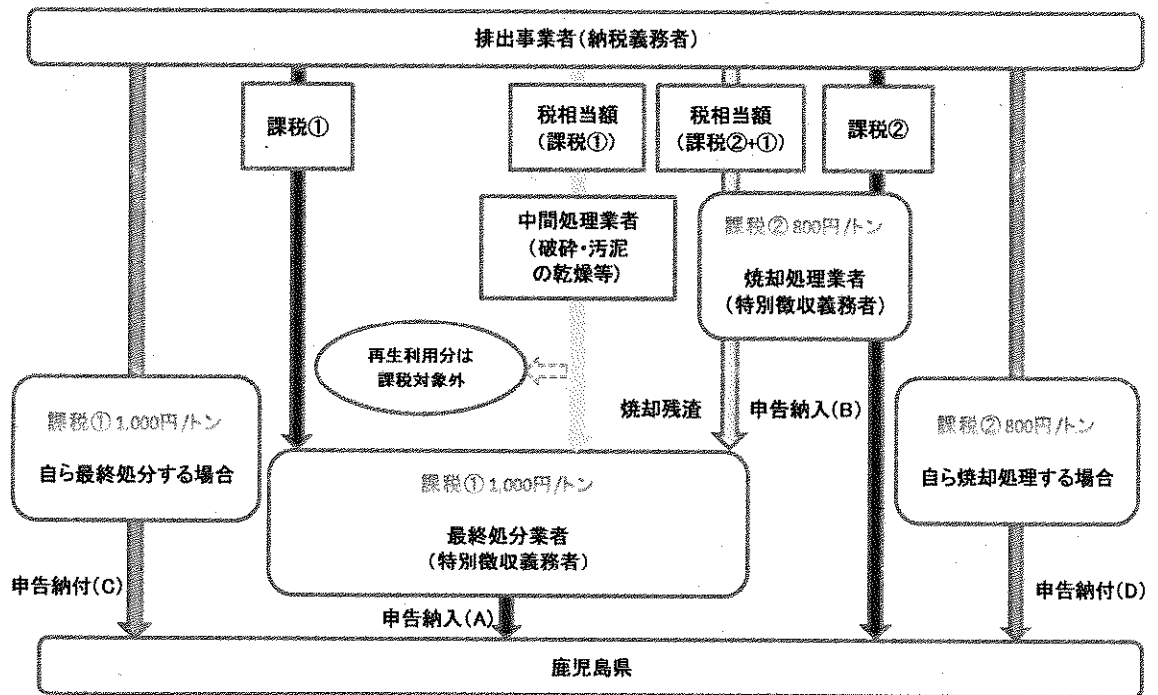 排出事業者(納税義務者)
課税①
税相当額
(課税①)
税相当額
(課税②+①)
課税②
中間処理業者
(破砕・汚泥
の乾燥等)
課税② 800円/トン
焼却処理業者
(特別徴収義務者)
再生利用分は
課税対象外
焼却残渣
申告納入(B)
課税① 1,000円/トン
自ら最終処分する場合
課税① 1,000円/トン
最終処分業者
(特別徴収義務者)
課税② 800円/トン
自ら焼却処理する場合
申告納付(C)
申告納入(A)
申告納付(D)
鹿児島県